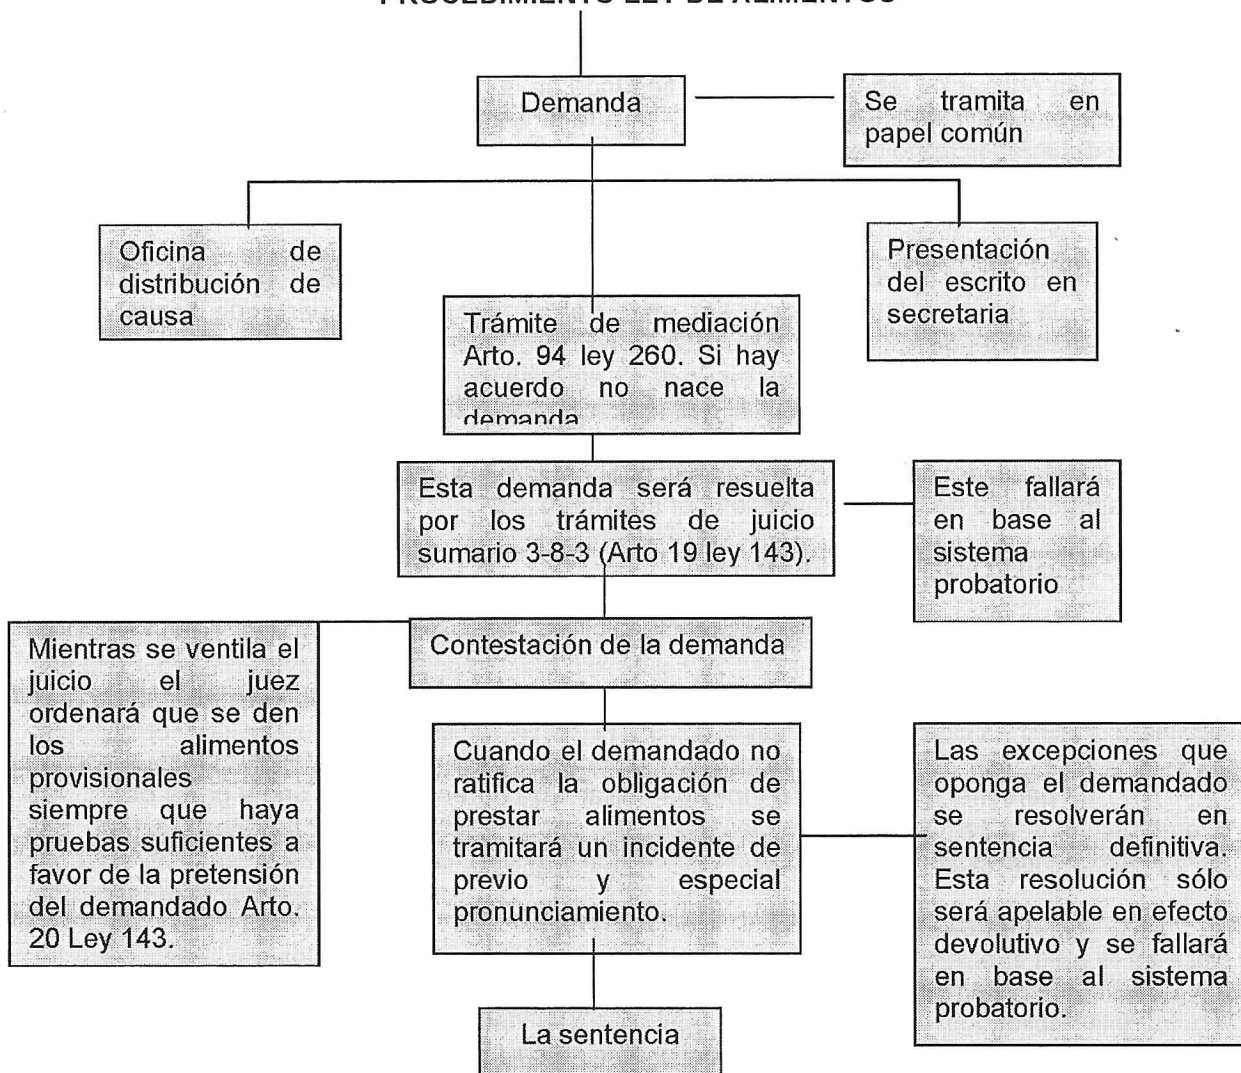 PROCEDIMIENTO LEY DE ALIMENTOS
Demanda
Se tramita en
papel común
Oficina de
distribución de
causa
Trámite de mediación
Arto. 94 ley 260. Si hay
acuerdo no nace la
demanda
Presentación
del escrito en
secretaria
Esta demanda será resuelta
por los trámites de juicio
sumario 3-8-3 (Arto 19 ley 143).
Este fallará
en base al
sistema
probatorio
Contestación de la demanda
Mientras se ventila el
juicio el juez
ordenará que se den
los alimentos
provisionales
siempre que haya
pruebas suficientes a
favor de la pretensión
del demandado Arto.
20 Ley 143.
Cuando el demandado no
ratifica la obligación de
prestar alimentos se
tramitará un incidente de
previo y especial
pronunciamiento.
Las excepciones que
oponga el demandado
se resolverán en
sentencia definitiva.
Esta resolución sólo
será apelable en efecto
devolutivo y se fallará
en base al sistema
probatorio.
La sentencia